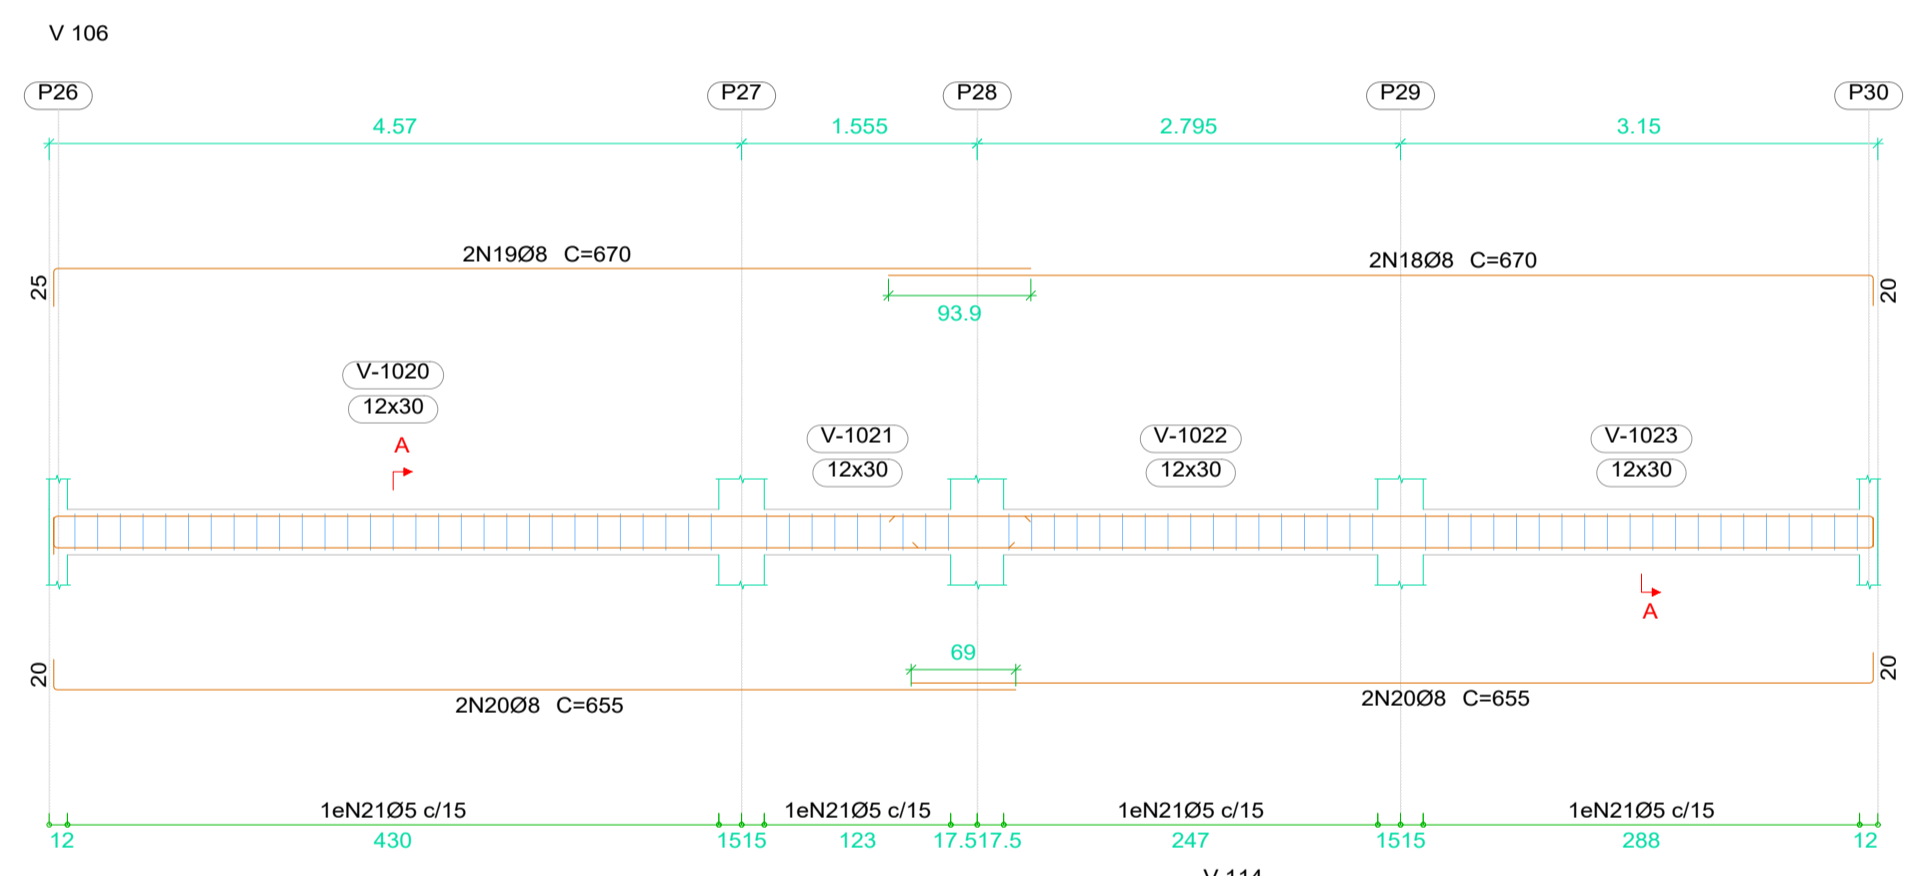 V 106
P26 P27 P28 P29 P30
4.57 1.555 2.795 3.15
2N19Ø8 C=670
2N18Ø8 C=670
25
20
93.9
V-1020
12x30
A
V-1021 V-1022 V-1023
12x30 12x30 12x30
A
69
20
20
2N20Ø8 C=655
2N20Ø8 C=655
1eN21Ø5 c/15 1eN21Ø5 c/15 1eN21Ø5 c/15 1eN21Ø5 c/15
12 430 1515 123 17.517.5 247 1515 288 12
V 114